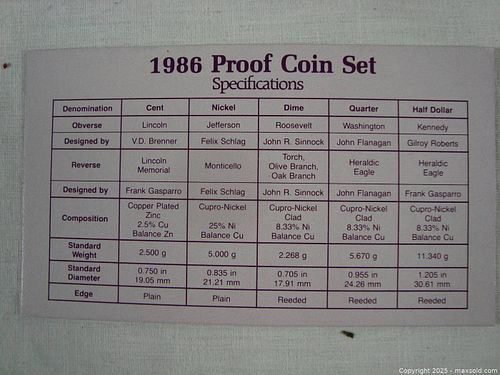 1986 Proof Coin Set
Specifications
Denomination Cent Nickel Dime Quarter Half Dollar
Obverse Lincoln Jefferson Roosevelt Washington Kennedy
Designed by V.D. Brenner Felix Schlag John R. Sinnock John Flanagan Gilroy Roberts
Reverse Lincoln Memorial Monticello Torch, Olive Branch, Oak Branch Heraldic Eagle Heraldic Eagle
Designed by Frank Gasparro Felix Schlag John R. Sinnock John Flanagan Frank Gasparro
Composition Copper Plated Zinc 2.5% Cu Balance Zn Cupro-Nickel 25% Ni Balance Cu Cupro-Nickel Clad 8.33% Ni Balance Cu Cupro-Nickel Clad 8.33% Ni Balance Cu Cupro-Nickel Clad 8.33% Ni Balance Cu
Standard Weight 2.500 g 5.000 g 2.268 g 5.670 g 11.340 g
Standard Diameter 0.750 in 19.05 mm 0.835 in 21.21 mm 0.705 in 17.91 mm 0.955 in 24.26 mm 1.205 in 30.61 mm
Edge Plain Plain Reeded Reeded Reeded
Copyright 2025 - maxsold.com